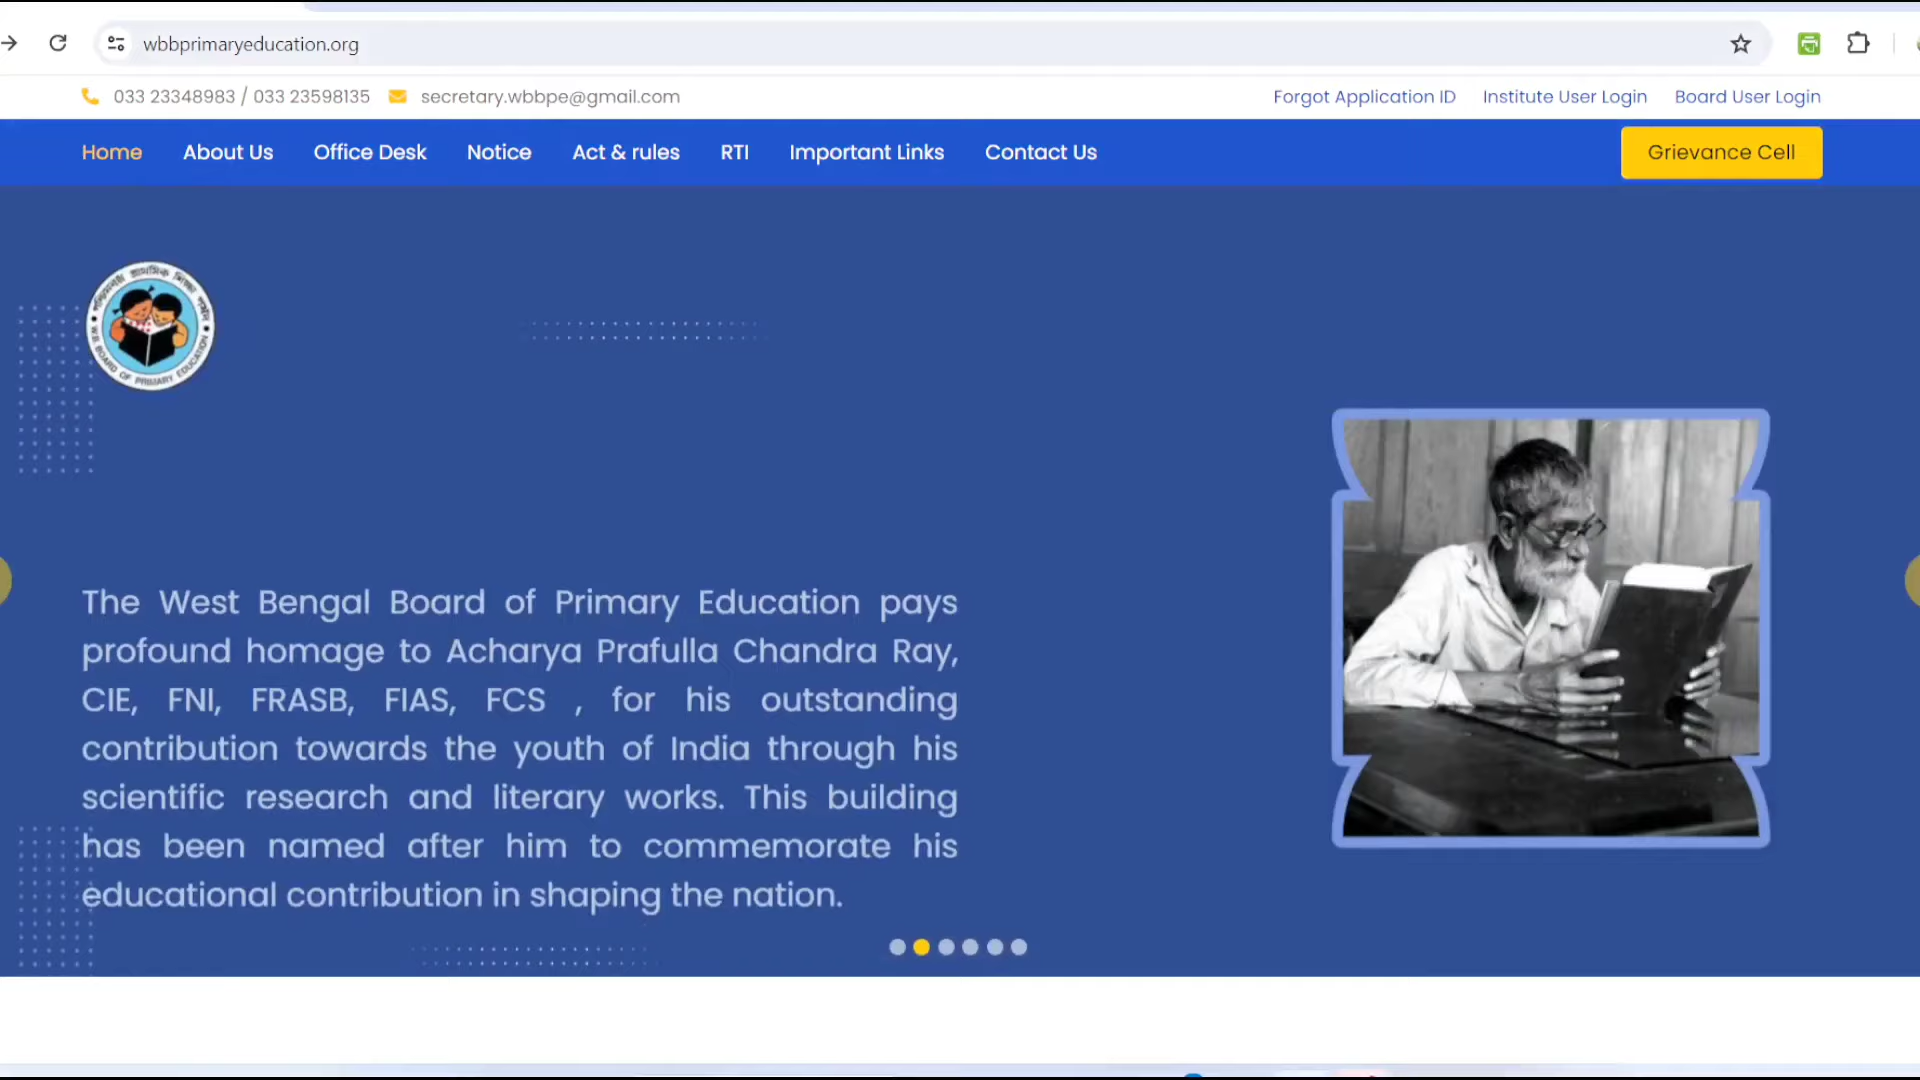 wbbprimaryeducation.org
033 23348983 / 033 23598135 secretary.wbbpe@gmail.com Forgot Application ID Institute User Login Board User Login
Home About Us Office Desk Notice Act & rules RTI Important Links Contact Us Grievance Cell
W.B. BOARD OF PRIMARY EDUCATION
The West Bengal Board of Primary Education pays
profound homage to Acharya Prafulla Chandra Ray,
CIE, FNI, FRASB, FIAS, FCS , for his outstanding
contribution towards the youth of India through his
scientific research and literary works. This building
has been named after him to commemorate his
educational contribution in shaping the nation.